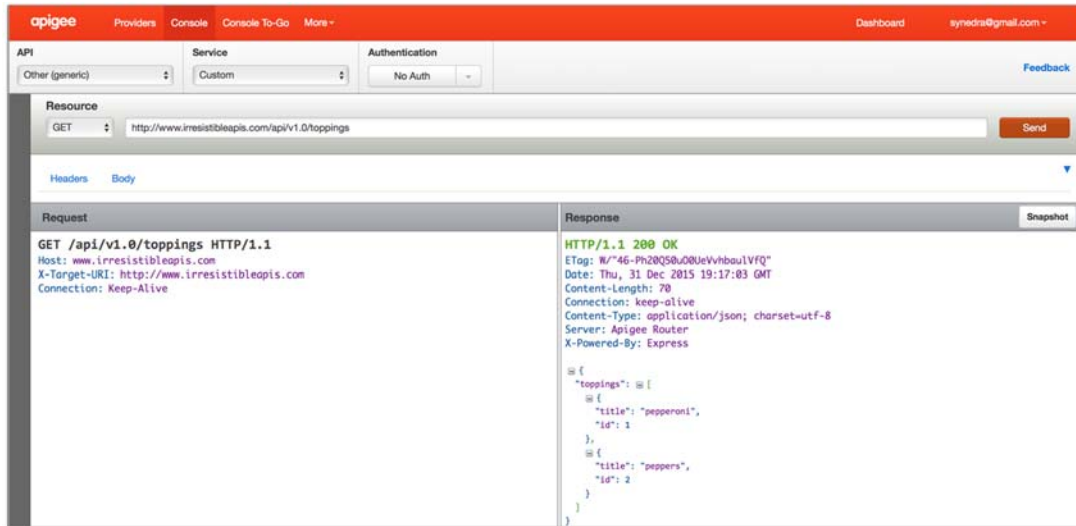 apigee Providers Console Console To-Go More Dashboard synedra@gmail.com
API Service Authentication
Other (generic) Custom No Auth Feedback
Resource
GET http://www.irresistibleapis.com/api/v1.0/toppings Send
Headers Body
Request Response Snapshot
GET /api/v1.0/toppings HTTP/1.1
Host: www.irresistibleapis.com
X-Target-URI: http://www.irresistibleapis.com
Connection: Keep-Alive
HTTP/1.1 200 OK
ETag:
Date: Thu, 31 Dec 2015 19:17:03 GMT
Content-Length: 70
Connection: keep-alive
Content-Type: application/json; charset=utf-8
Server: Apigee Router
X-Powered-By: Express
{
"toppings": [
{
"title": "pepperoni",
"id": 1
},
{
"title": "peppers",
"id": 2
}
]
}